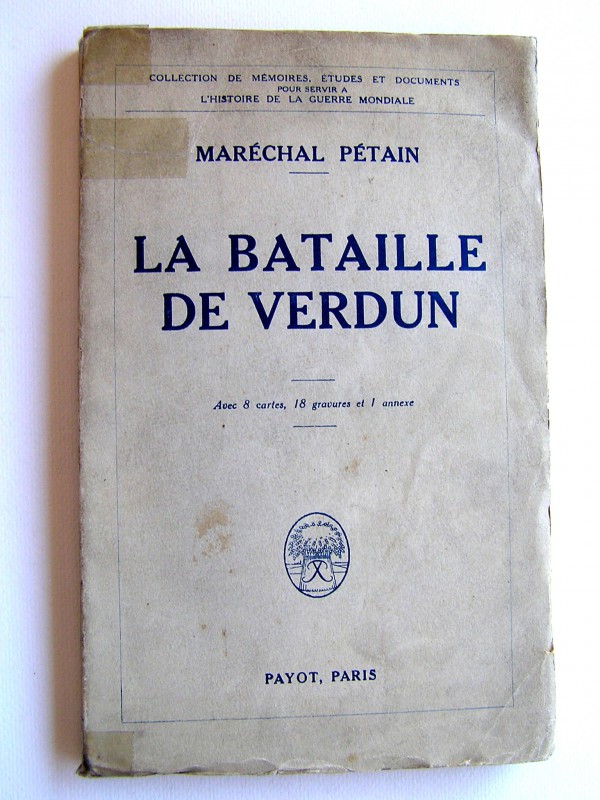 COLLECTION DE MÉMOIRES, ÉTUDES ET DOCUMENTS
POUR SERVIR A
L'HISTOIRE DE LA GUERRE MONDIALE
MARÉCHAL PÉTAIN
LA BATAILLE
DE VERDUN
Avec 8 cartes, 18 gravures et 1 annexe
PAYOT, PARIS